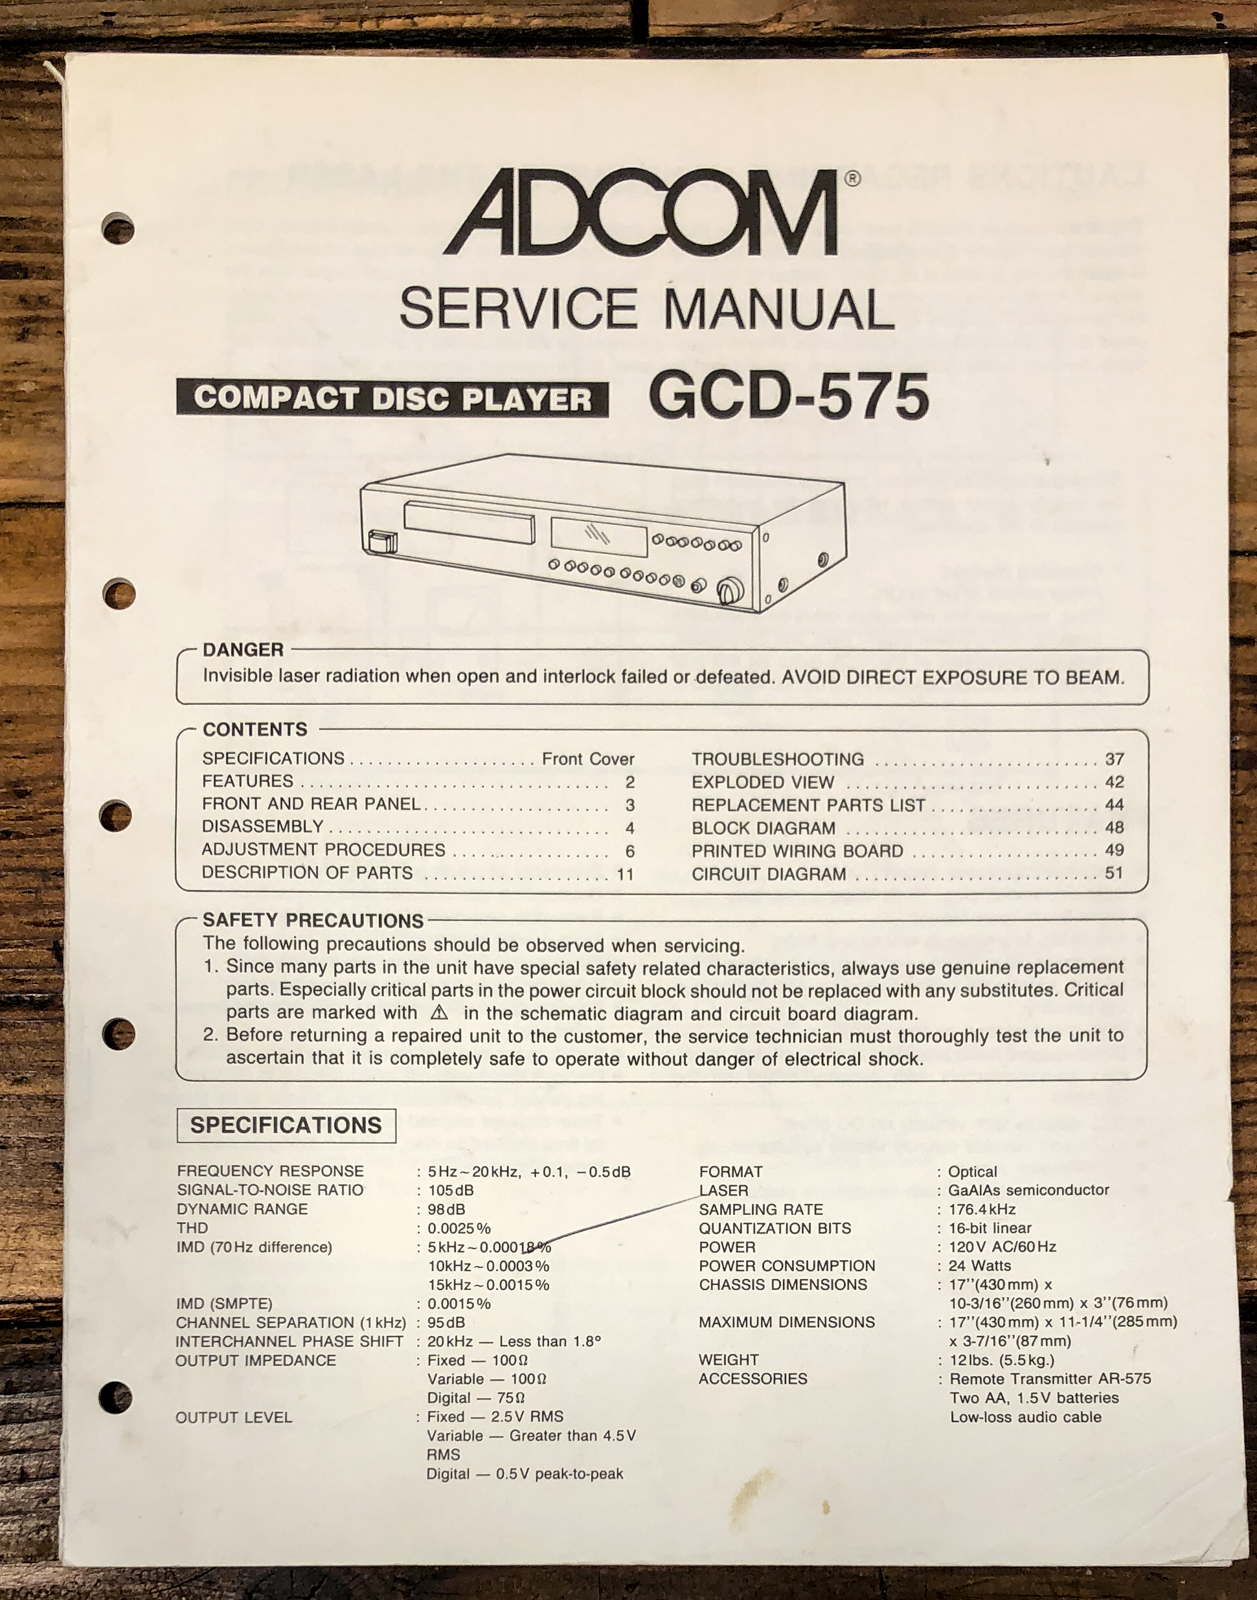 ADCOM®
SERVICE MANUAL
COMPACT DISC PLAYER GCD-575
DANGER
Invisible laser radiation when open and interlock failed or defeated. AVOID DIRECT EXPOSURE TO BEAM.
CONTENTS
SPECIFICATIONS . . . . . . . . . . . . . . . . . . . . Front Cover
FEATURES . . . . . . . . . . . . . . . . . . . . 2
FRONT AND REAR PANEL . . . . . . . . . . . . . . . . . . . . 3
DISASSEMBLY . . . . . . . . . . . . . . . . . . . . 4
ADJUSTMENT PROCEDURES . . . . . . . . . . . . . . . . . . . . 6
DESCRIPTION OF PARTS . . . . . . . . . . . . . . . . . . . . 11
TROUBLESHOOTING . . . . . . . . . . . . . . . . . . . . 37
EXPLODED VIEW . . . . . . . . . . . . . . . . . . . . 42
REPLACEMENT PARTS LIST . . . . . . . . . . . . . . . . . . . . 44
BLOCK DIAGRAM . . . . . . . . . . . . . . . . . . . . 48
PRINTED WIRING BOARD . . . . . . . . . . . . . . . . . . . . 49
CIRCUIT DIAGRAM . . . . . . . . . . . . . . . . . . . . 51
SAFETY PRECAUTIONS
The following precautions should be observed when servicing.
1. Since many parts in the unit have special safety related characteristics, always use genuine replacement
parts. Especially critical parts in the power circuit block should not be replaced with any substitutes. Critical
parts are marked with ⚠ in the schematic diagram and circuit board diagram.
2. Before returning a repaired unit to the customer, the service technician must thoroughly test the unit to
ascertain that it is completely safe to operate without danger of electrical shock.
SPECIFICATIONS
FREQUENCY RESPONSE : 5Hz~20kHz, +0.1, −0.5dB
SIGNAL-TO-NOISE RATIO : 105dB
DYNAMIC RANGE : 98dB
THD : 0.0025%
IMD (70Hz difference) : 5kHz~0.00018%
10kHz~0.0003%
15kHz~0.0015%
IMD (SMPTE) : 0.0015%
CHANNEL SEPARATION (1kHz) : 95dB
INTERCHANNEL PHASE SHIFT : 20kHz — Less than 1.8°
OUTPUT IMPEDANCE : Fixed — 100Ω
Variable — 100Ω
Digital — 75Ω
OUTPUT LEVEL : Fixed — 2.5V RMS
Variable — Greater than 4.5V
RMS
Digital — 0.5V peak-to-peak
FORMAT : Optical
LASER : GaAlAs semiconductor
SAMPLING RATE : 176.4kHz
QUANTIZATION BITS : 16-bit linear
POWER : 120V AC/60Hz
POWER CONSUMPTION : 24 Watts
CHASSIS DIMENSIONS : 17''(430mm) x
10-3/16''(260mm) x 3''(76mm)
MAXIMUM DIMENSIONS : 17''(430mm) x 11-1/4''(285mm)
x 3-7/16''(87mm)
WEIGHT : 12lbs. (5.5kg.)
ACCESSORIES : Remote Transmitter AR-575
Two AA, 1.5V batteries
Low-loss audio cable